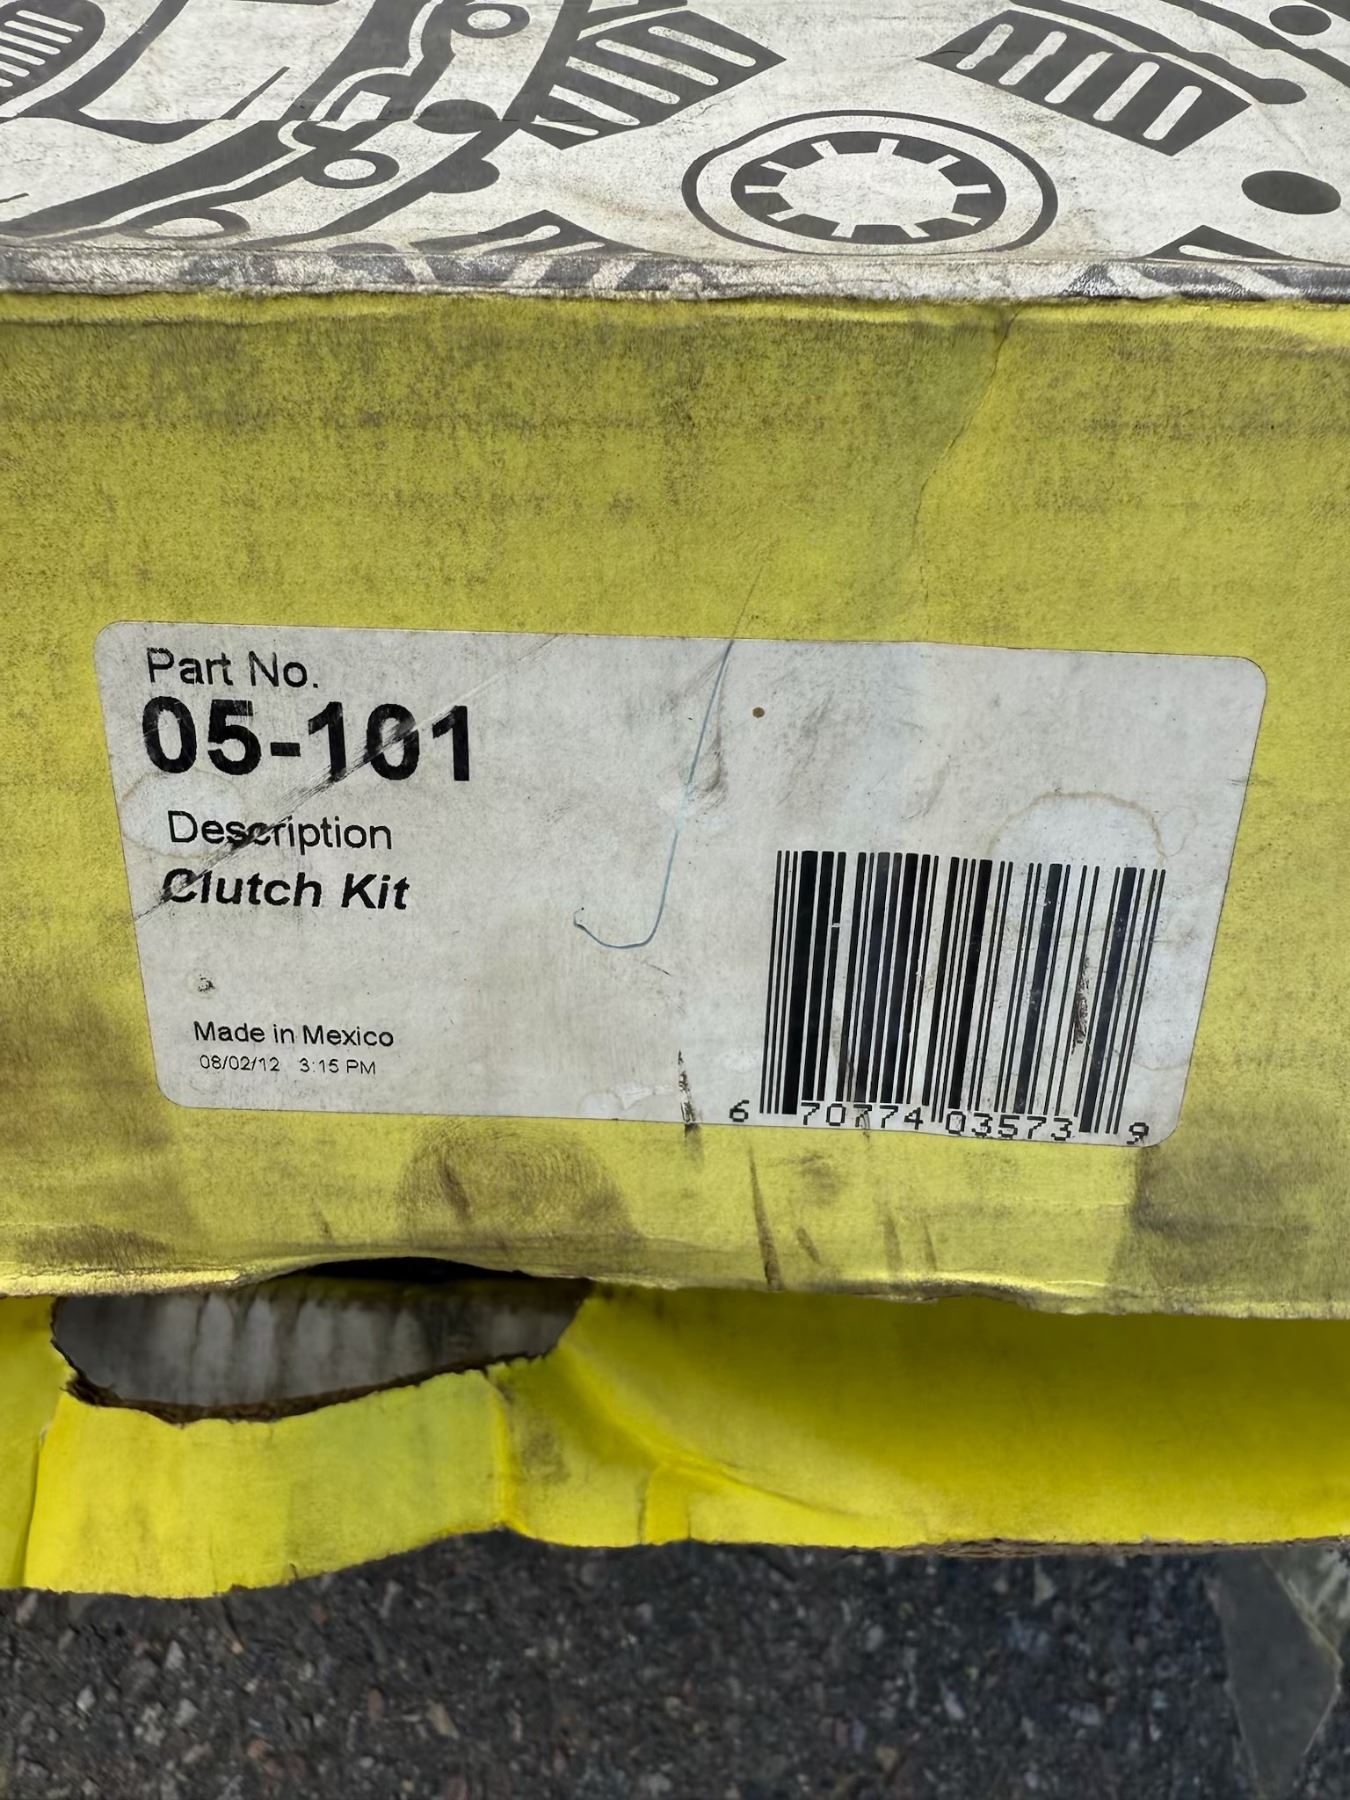 Part No.
05-101
Description
Clutch Kit
Made in Mexico
08/02/12 3:15 PM
6 70774 03573 9